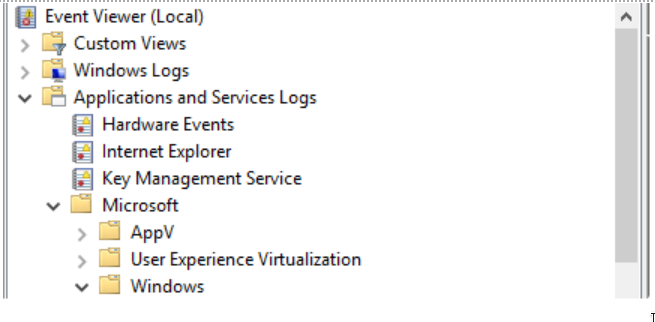 Event Viewer (Local)
Custom Views
Windows Logs
Applications and Services Logs
Hardware Events
Internet Explorer
Key Management Service
Microsoft
AppV
User Experience Virtualization
Windows